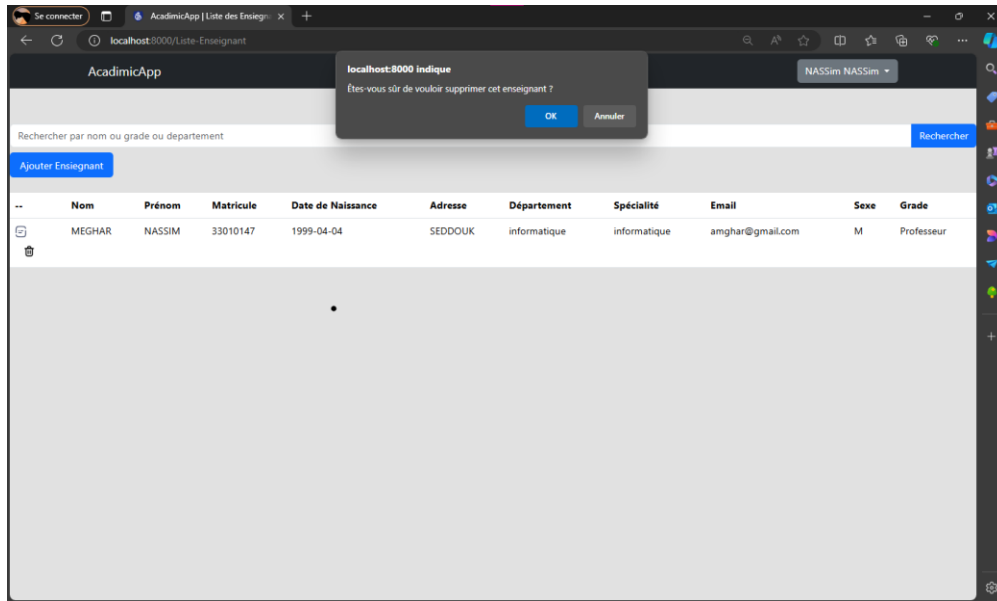 Se connecter
AcadimicApp | Liste des Ensiegn
localhost:8000/Liste-Enseignant
AcadimicApp
localhost:8000 indique
Êtes-vous sûr de vouloir supprimer cet enseignant ?
OK Annuler
NASSim NASSim
Rechercher par nom ou grade ou departement
Rechercher
Ajouter Ensiegnant
-- Nom Prénom Matricule Date de Naissance Adresse Département Spécialité Email Sexe Grade
MEGHAR NASSIM 33010147 1999-04-04 SEDDOUK informatique informatique amghar@gmail.com M Professeur